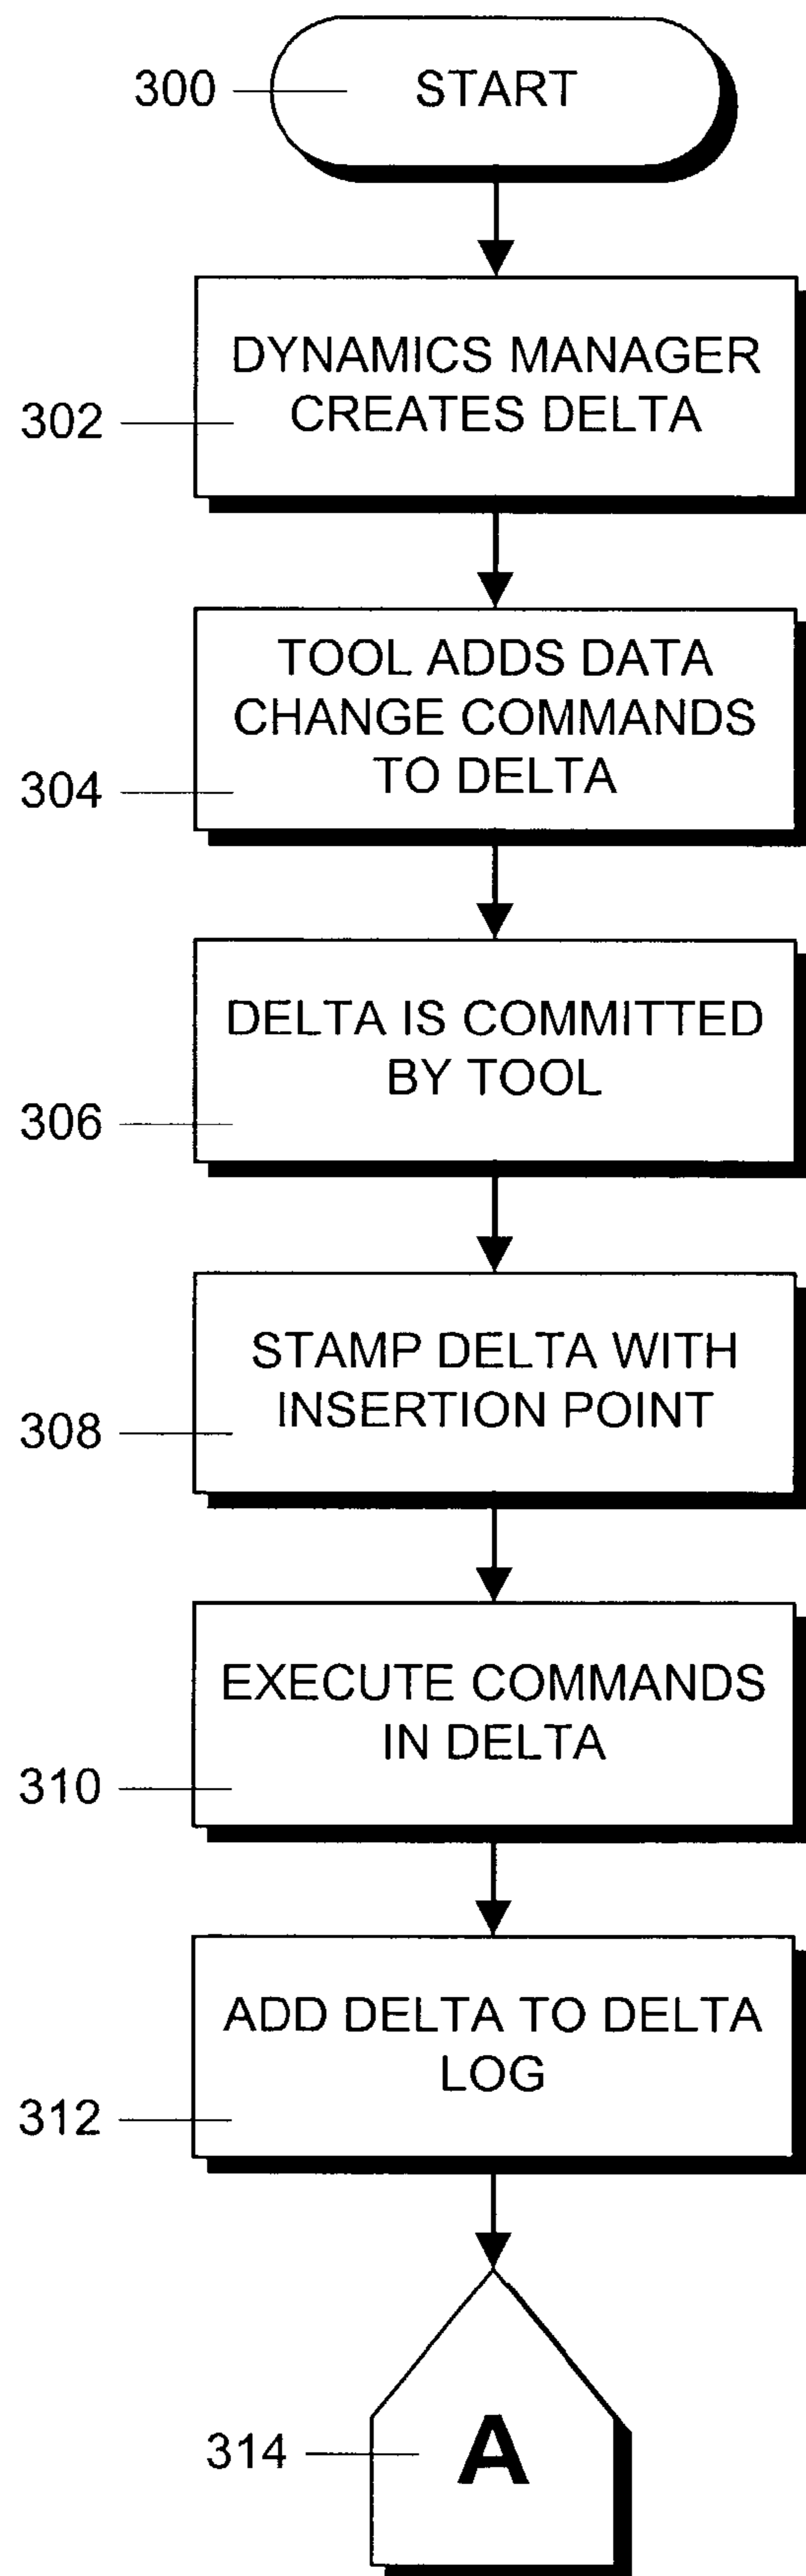 300
START
302
DYNAMICS MANAGER
CREATES DELTA
304
TOOL ADDS DATA
CHANGE COMMANDS
TO DELTA
306
DELTA IS COMMITTED
BY TOOL
308
STAMP DELTA WITH
INSERTION POINT
310
EXECUTE COMMANDS
IN DELTA
312
ADD DELTA TO DELTA
LOG
314
A